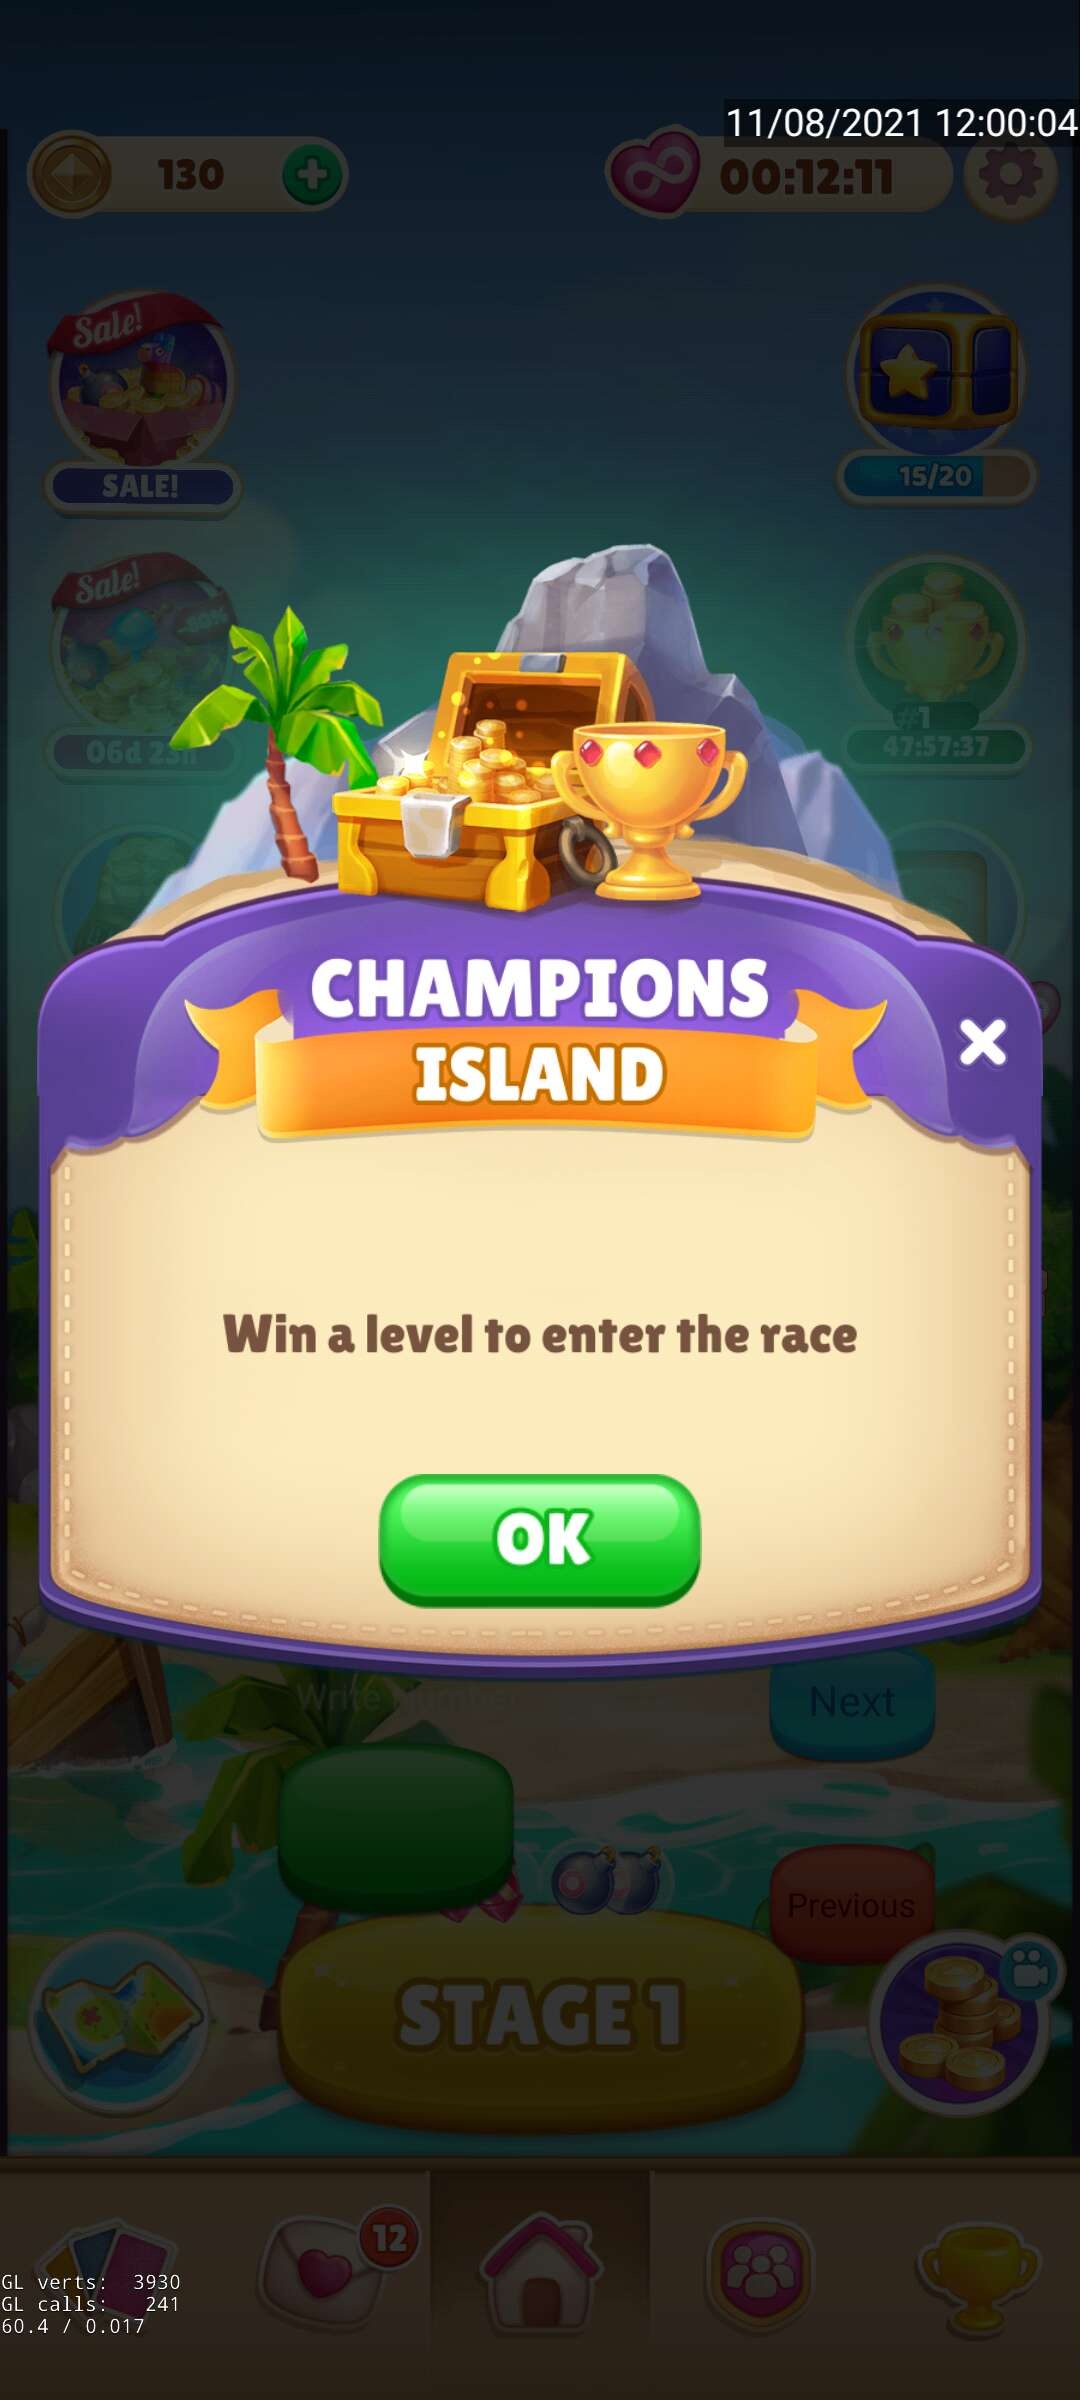 11/08/2021 12:00:04
130
00:12:11
Sale!
SALE!
15/20
Sale!
-80%
06d 23h
#1
47:57:37
CHAMPIONS
ISLAND
Win a level to enter the race
OK
Write Number
Next
Previous
STAGE 1
12
GL verts: 3930
GL calls: 241
60.4 / 0.017